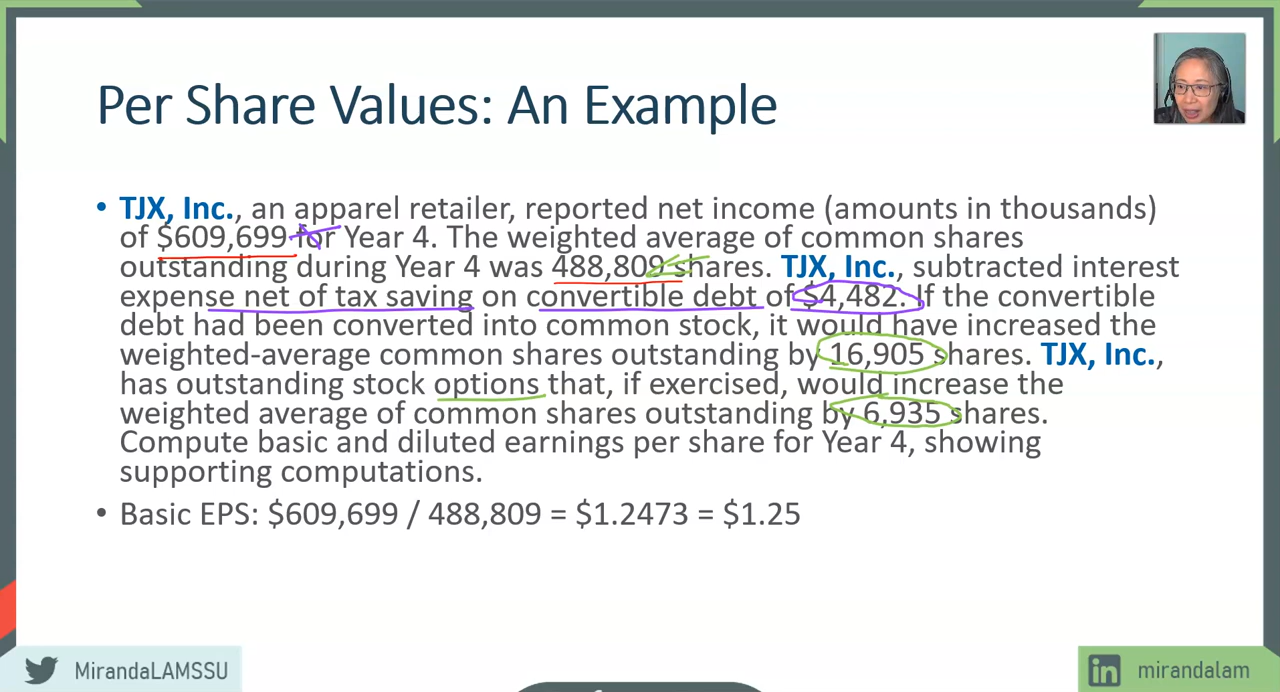 Per Share Values: An Example
• TJX, Inc., an apparel retailer, reported net income (amounts in thousands)
of $609,699 for Year 4. The weighted average of common shares
outstanding during Year 4 was 488,809 shares. TJX, Inc., subtracted interest
expense net of tax saving on convertible debt of $4,482. If the convertible
debt had been converted into common stock, it would have increased the
weighted-average common shares outstanding by 16,905 shares. TJX, Inc.,
has outstanding stock options that, if exercised, would increase the
weighted average of common shares outstanding by 6,935 shares.
Compute basic and diluted earnings per share for Year 4, showing
supporting computations.
• Basic EPS: $609,699 / 488,809 = $1.2473 = $1.25
MirandaLAMSSU
in mirandalam